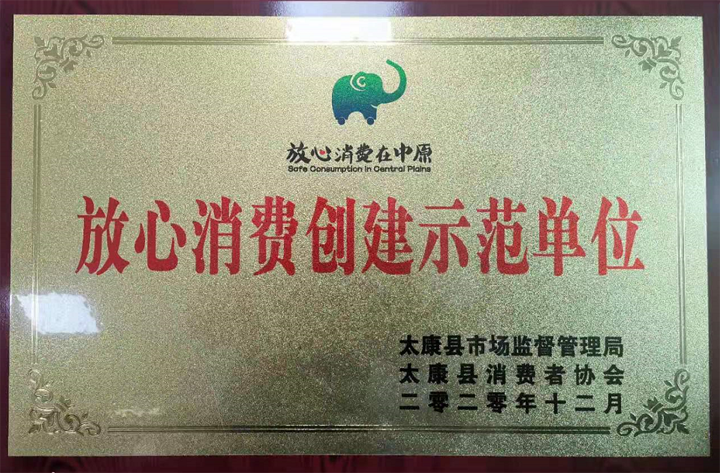 放心消费在中原
Safe Consumption in Central Plains
放心消费创建示范单位
太康县市场监督管理局
太康县消费者协会
二零二零年十二月